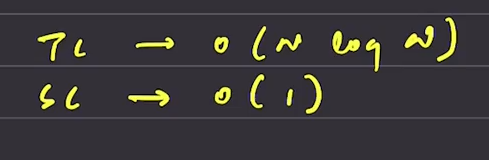 TC → O(N log N)
SC → O(1)